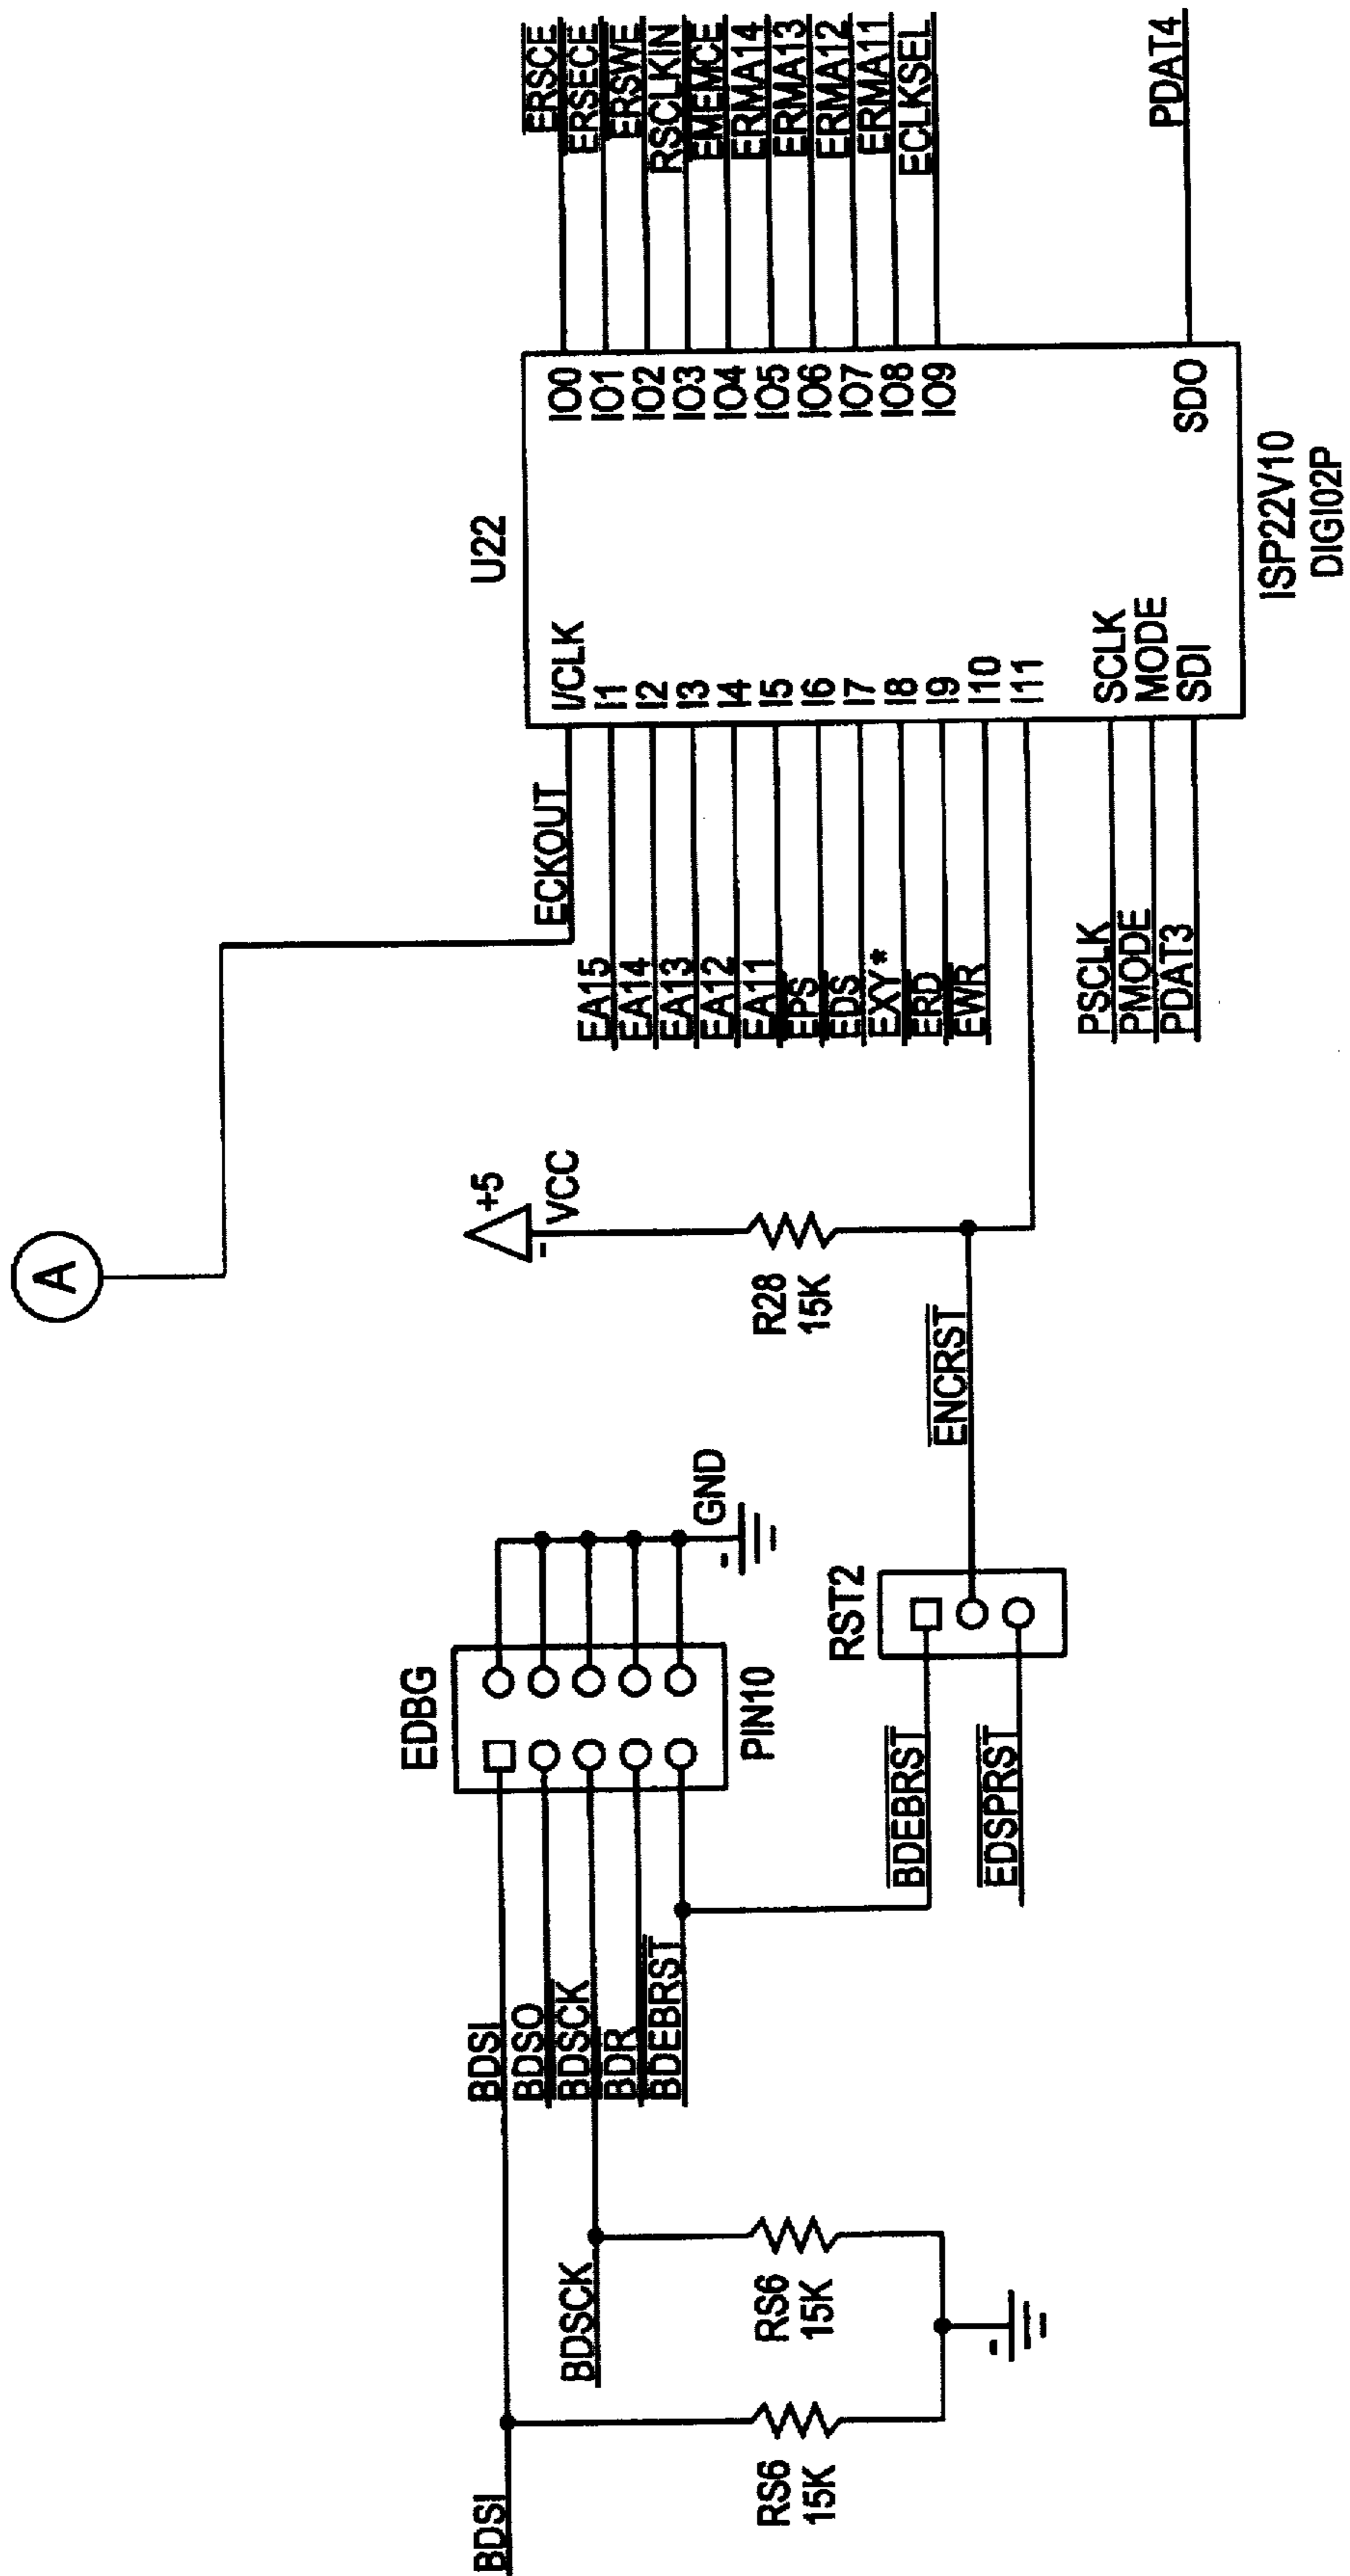 A
ECKOUT
EA15
EA14
EA13
EA12
EA11
EPS
EDS
EXY*
ERD
EWR
PSCLK
PMODE
PDAT3
U22
I/CLK
I1
I2
I3
I4
I5
I6
I7
I8
I9
I10
I11
SCLK
MODE
SDI
IO0
IO1
IO2
IO3
IO4
IO5
IO6
IO7
IO8
IO9
SDO
ISP22V10
DIGI02P
ERSCE
ERSECE
ERSWE
RSCLKIN
EMEMCE
ERMA14
ERMA13
ERMA12
ERMA11
ECLKSEL
PDAT4
+5
VCC
R28
15K
ENCRST
EDBG
PIN10
GND
RST2
BDEBRST
EDSPRST
BDSI
BDSO
BDSCK
BDR
BDEBRST
BDSI
BDSCK
RS6
15K
RS6
15K